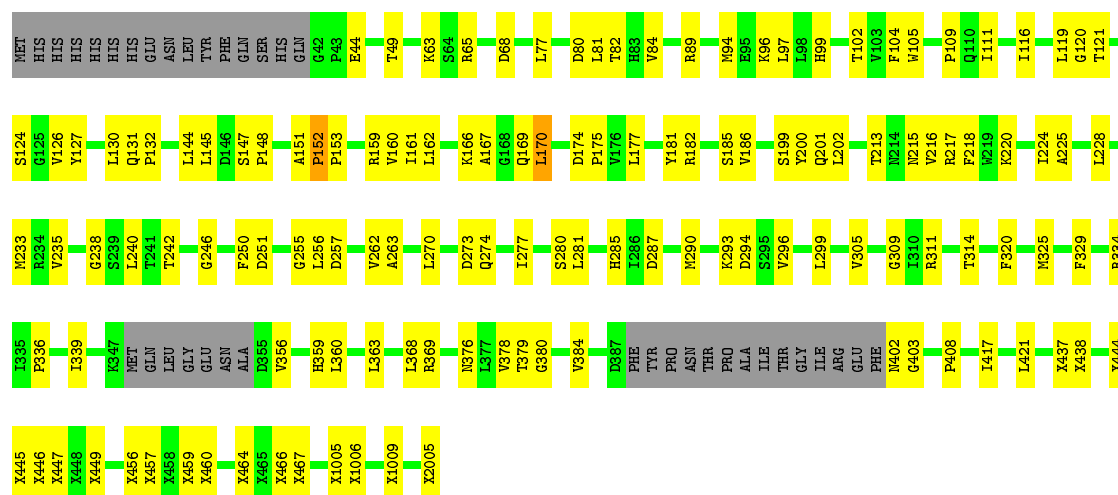 MET HIS HIS HIS HIS HIS HIS GLU ASN LEU TYR PHE GLN SER HIS GLN G42 P43 E44 T49 K63 S64 R65 D68 L77 D80 L81 T82 H83 V84 R89 M94 E95 K96 L97 L98 H99 T102 V103 F104 W105 P109 Q110 I111 I116 L119 G120 T121
S124 G125 V126 Y127 L130 Q131 P132 L144 L145 D146 S147 P148 A151 P152 P153 R159 V160 I161 L162 K166 A167 G168 Q169 L170 D174 P175 V176 L177 Y181 R182 S185 V186 S199 Y200 Q201 L202 T213 N214 N215 V216 R217 F218 W219 K220 I224 A225 L228
M233 R234 V235 G238 S239 L240 T241 T242 G246 F250 D251 G255 L256 D257 V262 A263 L270 D273 Q274 I277 S280 L281 H285 I286 D287 M290 K293 D294 S295 V296 L299 V305 G309 I310 R311 T314 F320 M325 F329 R334
I335 P336 I339 K347 MET GLN LEU GLY GLU ASN ALA D355 V356 H359 L360 L363 L368 R369 N376 L377 V378 T379 G380 V384 D387 PHE TYR PRO ASN THR PRO ALA ILE THR GLY ILE ARG GLU PHE N402 G403 P408 I417 L421 X437 X438 X444
X445 X446 X447 X448 X449 X456 X457 X458 X459 X460 X464 X465 X466 X467 X1005 X1006 X1009 X2005